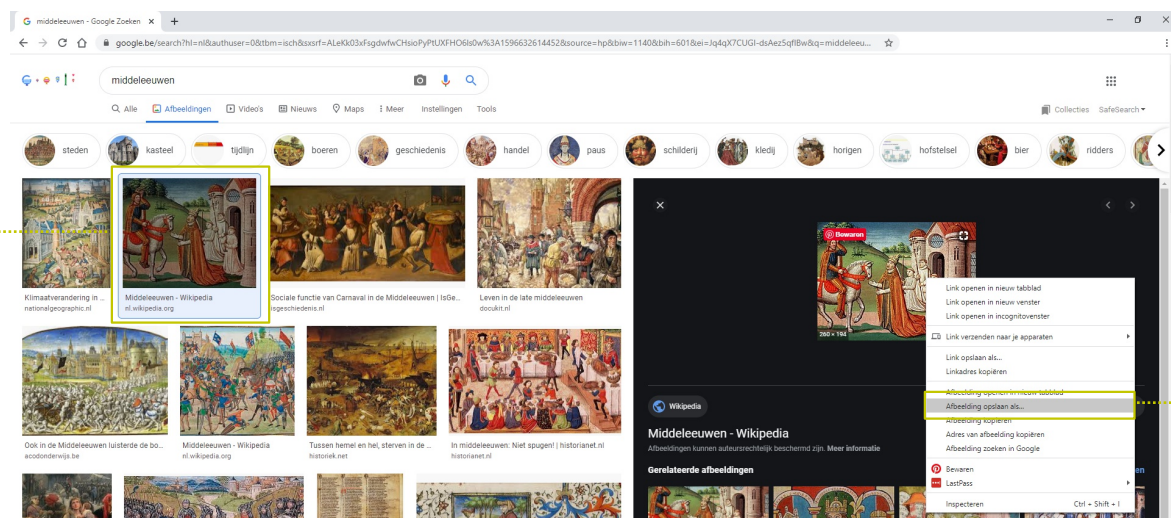 middeleeuwen - Google Zoeken
google.be/search?hl=nl&authuser=0&tbm=isch&sxsrf=ALeKk03xFsgdwfwCHsioPyPtUXFHO6ls0w%3A1596632614452&source=hp&biw=1140&bih=601&ei=Jq4qX7CUGI-dsAez5qfIBw&q=middeleeu...
middeleeuwen
Alle Afbeeldingen Video's Nieuws Maps Meer Instellingen Tools
Collecties SafeSearch
steden kasteel tijdlijn boeren geschiedenis handel paus schilderij kledij horigen hofstelsel bier ridders
Klimaatverandering in ...
nationalgeographic.nl
Middeleeuwen - Wikipedia
nl.wikipedia.org
Sociale functie van Carnaval in de Middeleeuwen | IsGe...
isgeschiedenis.nl
Leven in de late middeleeuwen
docukit.nl
Ook in de Middeleeuwen luisterde de bo...
acodonderwijs.be
Middeleeuwen - Wikipedia
nl.wikipedia.org
Tussen hemel en hel, sterven in de ...
historiek.net
In middeleeuwen: Niet spugen! | historianet.nl
historianet.nl
Bewaren
260 × 194
Wikipedia
Middeleeuwen - Wikipedia
Afbeeldingen kunnen auteursrechtelijk beschermd zijn. Meer informatie
Gerelateerde afbeeldingen
en
Link openen in nieuw tabblad
Link openen in nieuw venster
Link openen in incognitovenster
Link verzenden naar je apparaten
Link opslaan als...
Linkadres kopiëren
Afbeelding openen in nieuw tabblad
Afbeelding opslaan als...
Afbeelding kopiëren
Adres van afbeelding kopiëren
Afbeelding zoeken in Google
Bewaren
LastPass
Inspecteren Ctrl + Shift + I